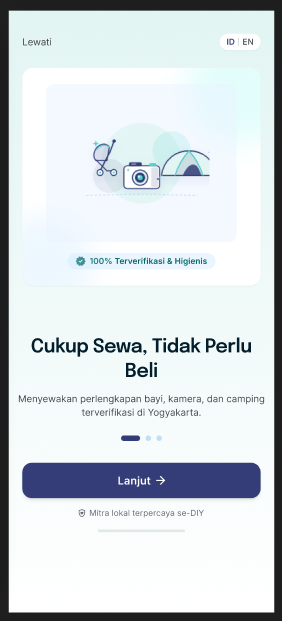 Lewati
ID | EN
100% Terverifikasi & Higienis
Cukup Sewa, Tidak Perlu
Beli
Menyewakan perlengkapan bayi, kamera, dan camping
terverifikasi di Yogyakarta.
Lanjut →
Mitra lokal terpercaya se-DIY